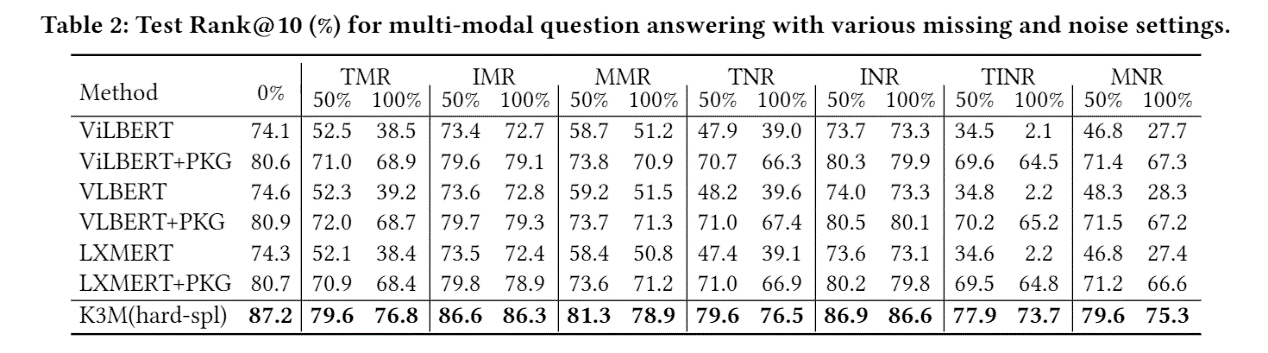 Table 2: Test Rank@10 (%) for multi-modal question answering with various missing and noise settings.
Method 0% TMR IMR MMR TNR INR TINR MNR
50% 100% 50% 100% 50% 100% 50% 100% 50% 100% 50% 100% 50% 100%
ViLBERT 74.1 52.5 38.5 73.4 72.7 58.7 51.2 47.9 39.0 73.7 73.3 34.5 2.1 46.8 27.7
ViLBERT+PKG 80.6 71.0 68.9 79.6 79.1 73.8 70.9 70.7 66.3 80.3 79.9 69.6 64.5 71.4 67.3
VLBERT 74.6 52.3 39.2 73.6 72.8 59.2 51.5 48.2 39.6 74.0 73.3 34.8 2.2 48.3 28.3
VLBERT+PKG 80.9 72.0 68.7 79.7 79.3 73.7 71.3 71.0 67.4 80.5 80.1 70.2 65.2 71.5 67.2
LXMERT 74.3 52.1 38.4 73.5 72.4 58.4 50.8 47.4 39.1 73.6 73.1 34.6 2.2 46.8 27.4
LXMERT+PKG 80.7 70.9 68.4 79.8 78.9 73.6 71.2 71.0 66.9 80.2 79.8 69.5 64.8 71.2 66.6
K3M(hard-spl) 87.2 79.6 76.8 86.6 86.3 81.3 78.9 79.6 76.5 86.9 86.6 77.9 73.7 79.6 75.3